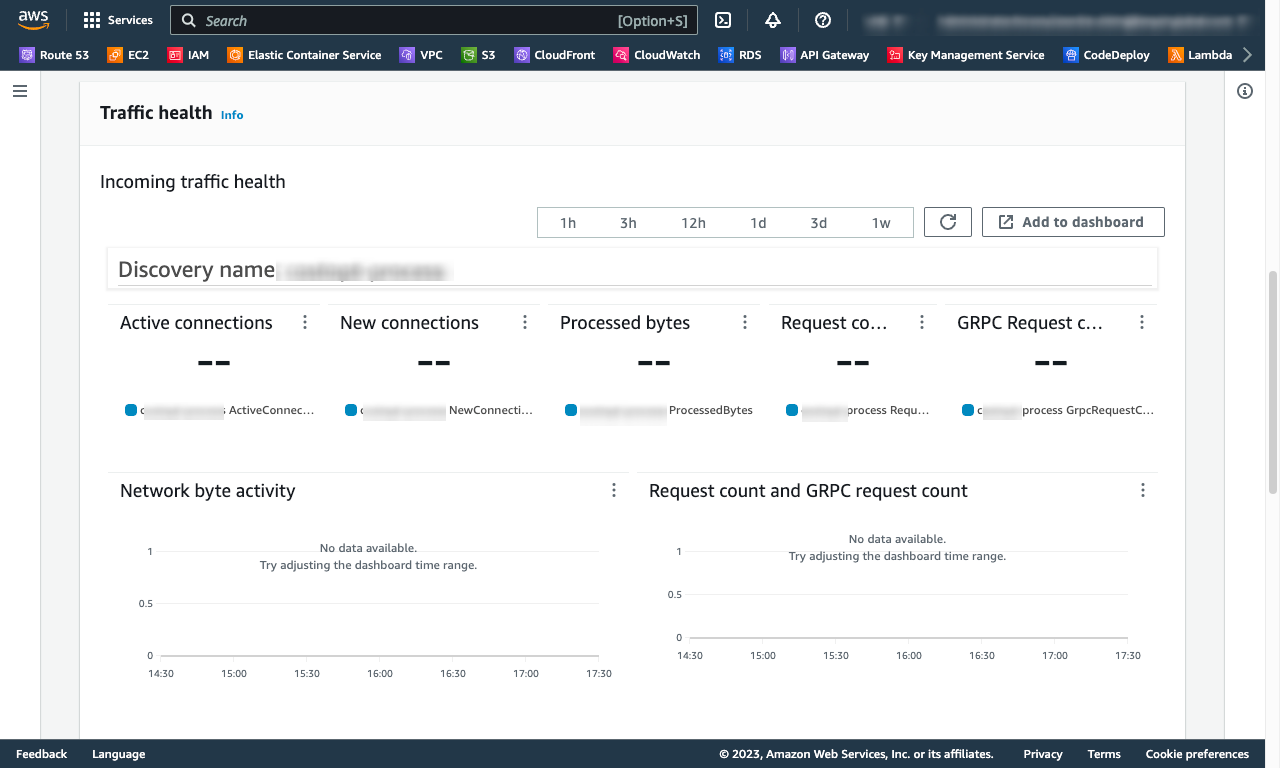 aws Services Search [Option+S]
Route 53 EC2 IAM Elastic Container Service VPC S3 CloudFront CloudWatch RDS API Gateway Key Management Service CodeDeploy Lambda
Traffic health Info
Incoming traffic health
1h 3h 12h 1d 3d 1w Add to dashboard
Discovery name
Active connections New connections Processed bytes Request co... GRPC Request c...
-- -- -- -- --
ActiveConnec... NewConnecti... ProcessedBytes process Requ... process GrpcRequestC...
Network byte activity Request count and GRPC request count
No data available.
Try adjusting the dashboard time range.
1
0.5
0
14:30 15:00 15:30 16:00 16:30 17:00 17:30
No data available.
Try adjusting the dashboard time range.
1
0.5
0
14:30 15:00 15:30 16:00 16:30 17:00 17:30
Feedback Language © 2023, Amazon Web Services, Inc. or its affiliates. Privacy Terms Cookie preferences